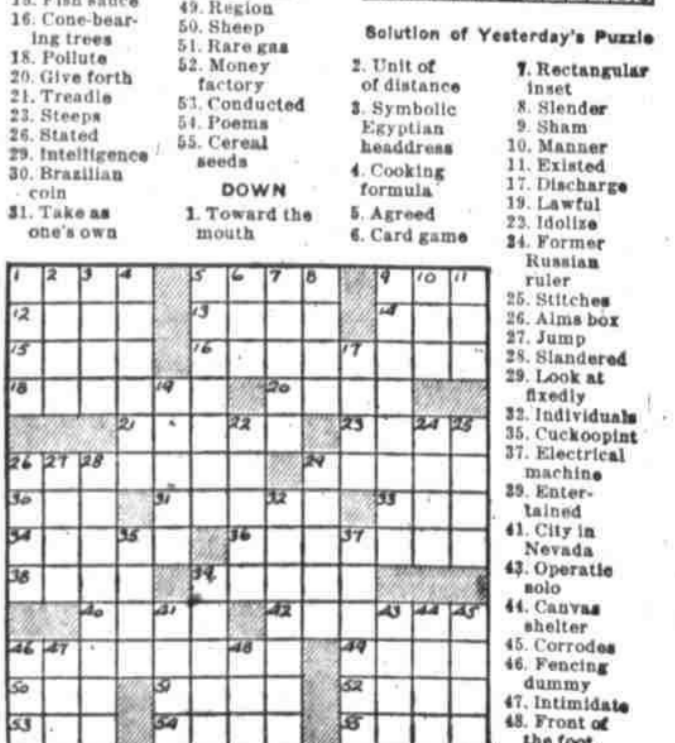 15. Fish sauce
16. Cone-bear-
ing trees
18. Pollute
20. Give forth
21. Treadle
23. Steeps
26. Stated
29. Intelligence
30. Brazilian
coin
31. Take as
one's own
49. Region
50. Sheep
51. Rare gas
52. Money
factory
53. Conducted
54. Poems
55. Cereal
seeds
DOWN
1. Toward the
mouth
Solution of Yesterday's Puzzle
2. Unit of
of distance
3. Symbolic
Egyptian
headdress
4. Cooking
formula
5. Agreed
6. Card game
7. Rectangular
inset
8. Slender
9. Sham
10. Manner
11. Existed
17. Discharge
19. Lawful
23. Idolize
24. Former
Russian
ruler
25. Stitches
26. Alms box
27. Jump
28. Slandered
29. Look at
fixedly
32. Individuals
35. Cuckoopint
37. Electrical
machine
39. Enter-
tained
41. City in
Nevada
43. Operatic
solo
44. Canvas
shelter
45. Corrodes
46. Fencing
dummy
47. Intimidate
48. Front of
the foot
1 2 3 4 5 6 7 8 9 10 11
12 13 14
15 16 17
18 19 20
21 22 23 24 25
26 27 28 29
30 31 32 33
34 35 36 37
38 39
40 41 42 43 44 45
46 47 48 49
50 51 52
53 54 55